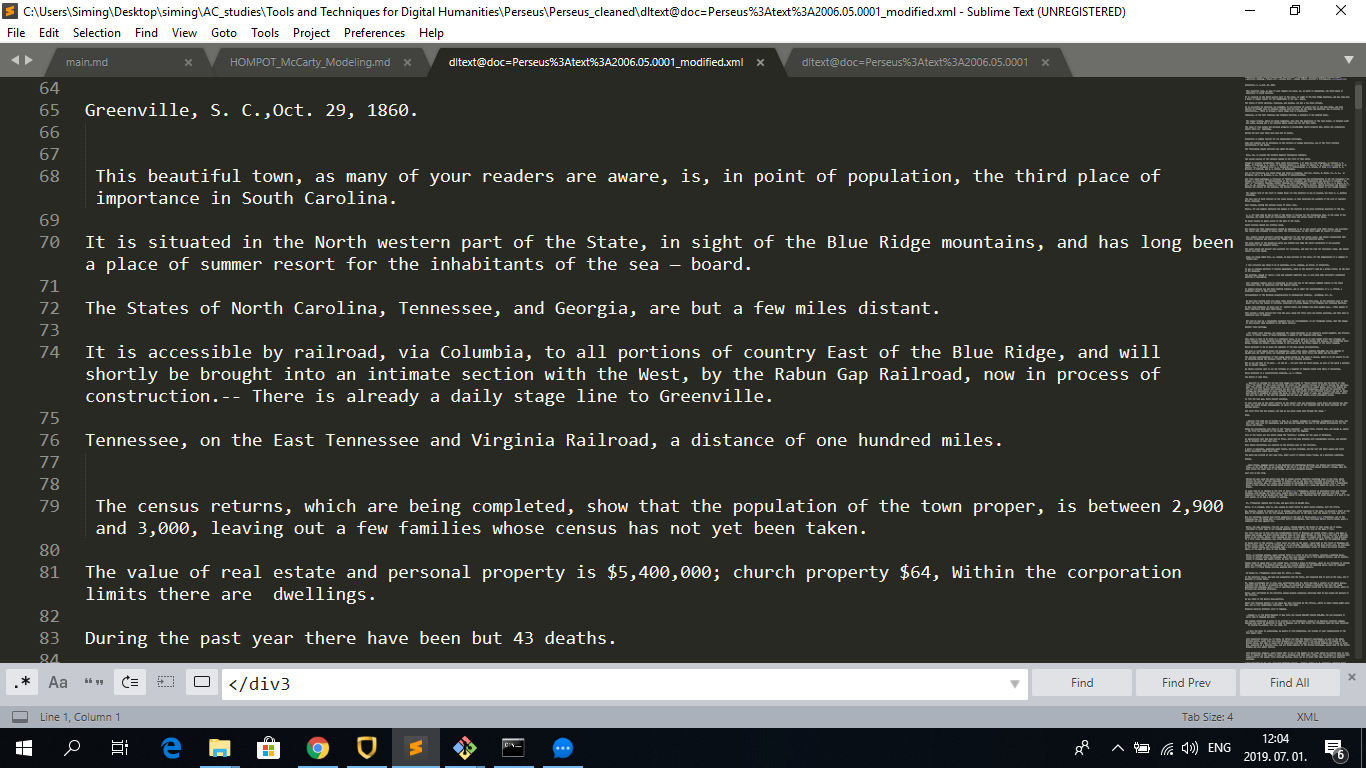 C:\Users\Siming\Desktop\siming\AC_studies\Tools and Techniques for Digital Humanities\Perseus\Perseus_cleaned\dltext@doc=Perseus%3Atext%3A2006.05.0001_modified.xml - Sublime Text (UNREGISTERED)
File Edit Selection Find View Goto Tools Project Preferences Help
main.md HOMPOT_McCarty_Modeling.md dltext@doc=Perseus%3Atext%3A2006.05.0001_modified.xml dltext@doc=Perseus%3Atext%3A2006.05.0001
64
65 Greenville, S. C.,Oct. 29, 1860.
66
67
68 This beautiful town, as many of your readers are aware, is, in point of population, the third place of
importance in South Carolina.
69
70 It is situated in the North western part of the State, in sight of the Blue Ridge mountains, and has long been
a place of summer resort for the inhabitants of the sea — board.
71
72 The States of North Carolina, Tennessee, and Georgia, are but a few miles distant.
73
74 It is accessible by railroad, via Columbia, to all portions of country East of the Blue Ridge, and will
shortly be brought into an intimate section with the West, by the Rabun Gap Railroad, now in process of
construction.-- There is already a daily stage line to Greenville.
75
76 Tennessee, on the East Tennessee and Virginia Railroad, a distance of one hundred miles.
77
78
79 The census returns, which are being completed, show that the population of the town proper, is between 2,900
and 3,000, leaving out a few families whose census has not yet been taken.
80
81 The value of real estate and personal property is $5,400,000; church property $64, Within the corporation
limits there are  dwellings.
82
83 During the past year there have been but 43 deaths.
84
.* Aa “” </div3 Find Find Prev Find All
Line 1, Column 1 Tab Size: 4 XML
ENG 12:04
2019. 07. 01. 6